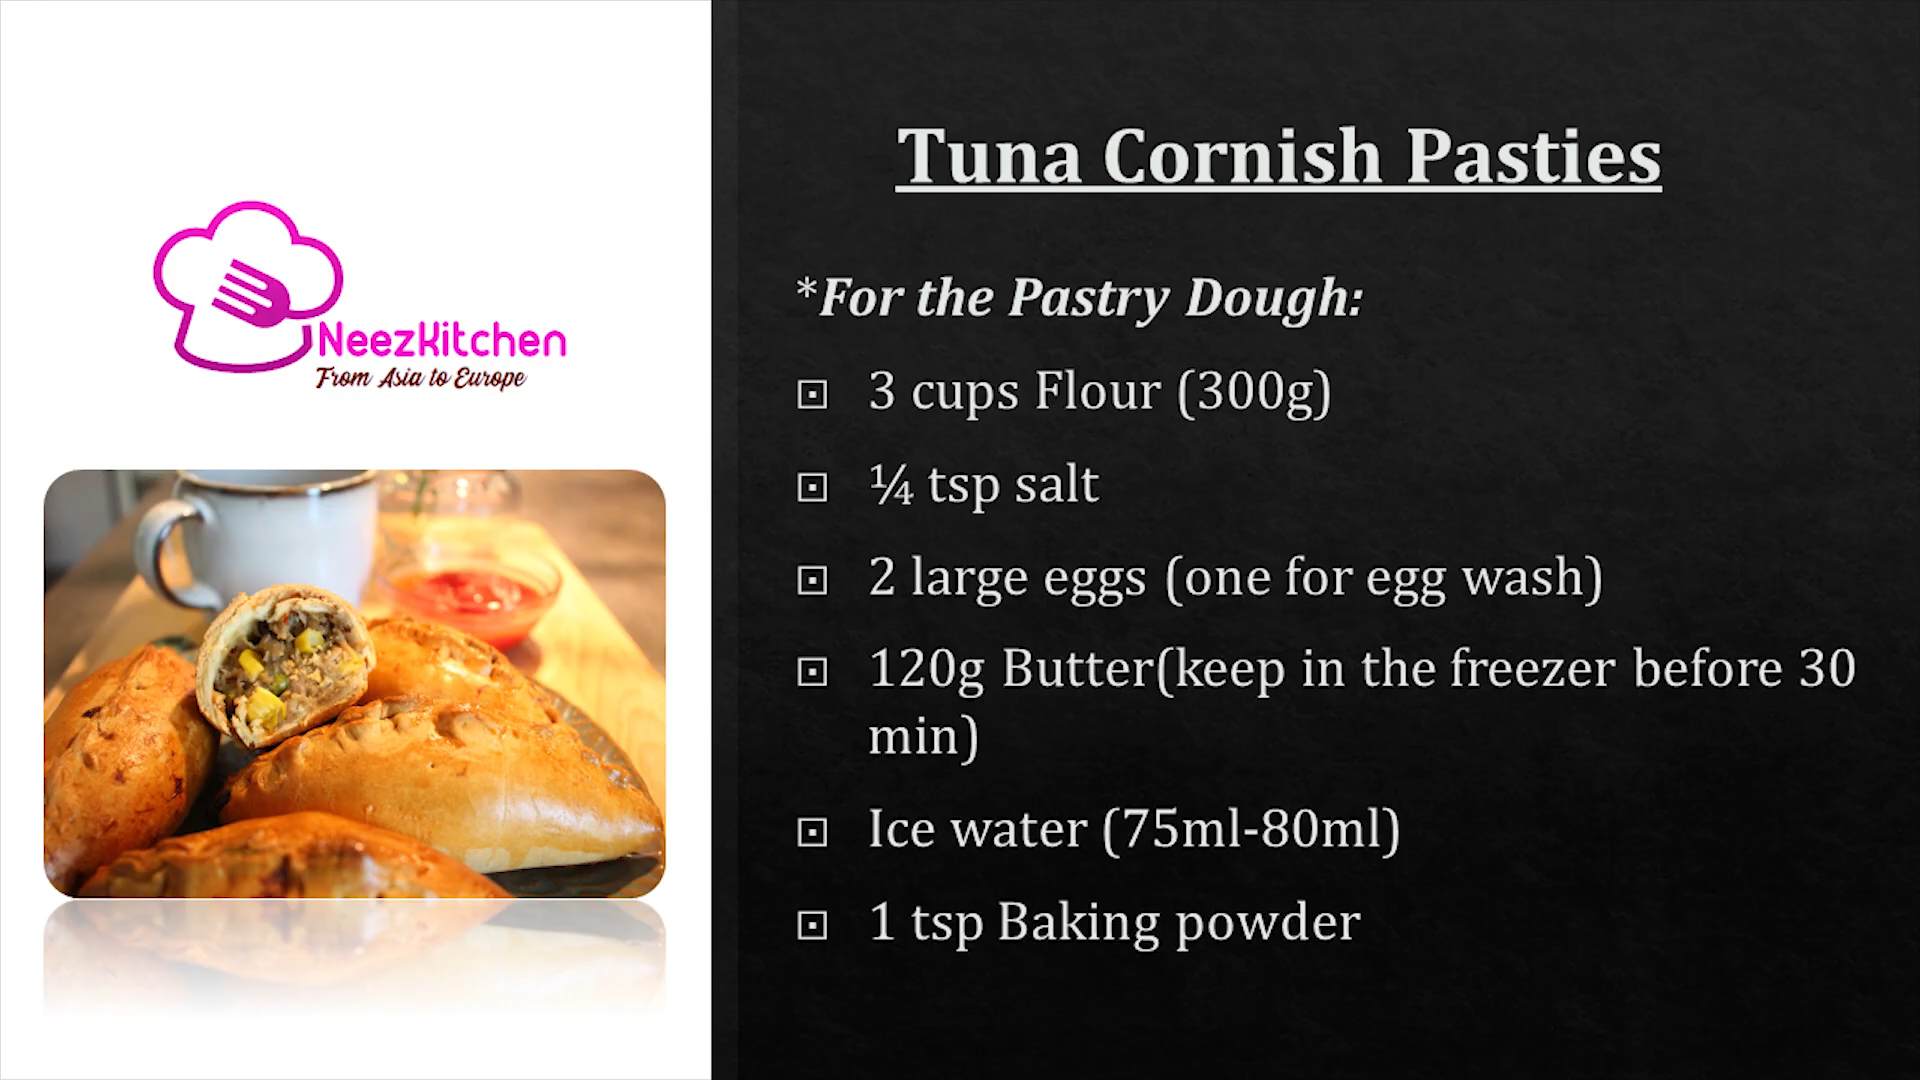 NeezKitchen
From Asia to Europe
Tuna Cornish Pasties
*For the Pastry Dough:
3 cups Flour (300g)
¼ tsp salt
2 large eggs (one for egg wash)
120g Butter(keep in the freezer before 30
min)
Ice water (75ml-80ml)
1 tsp Baking powder